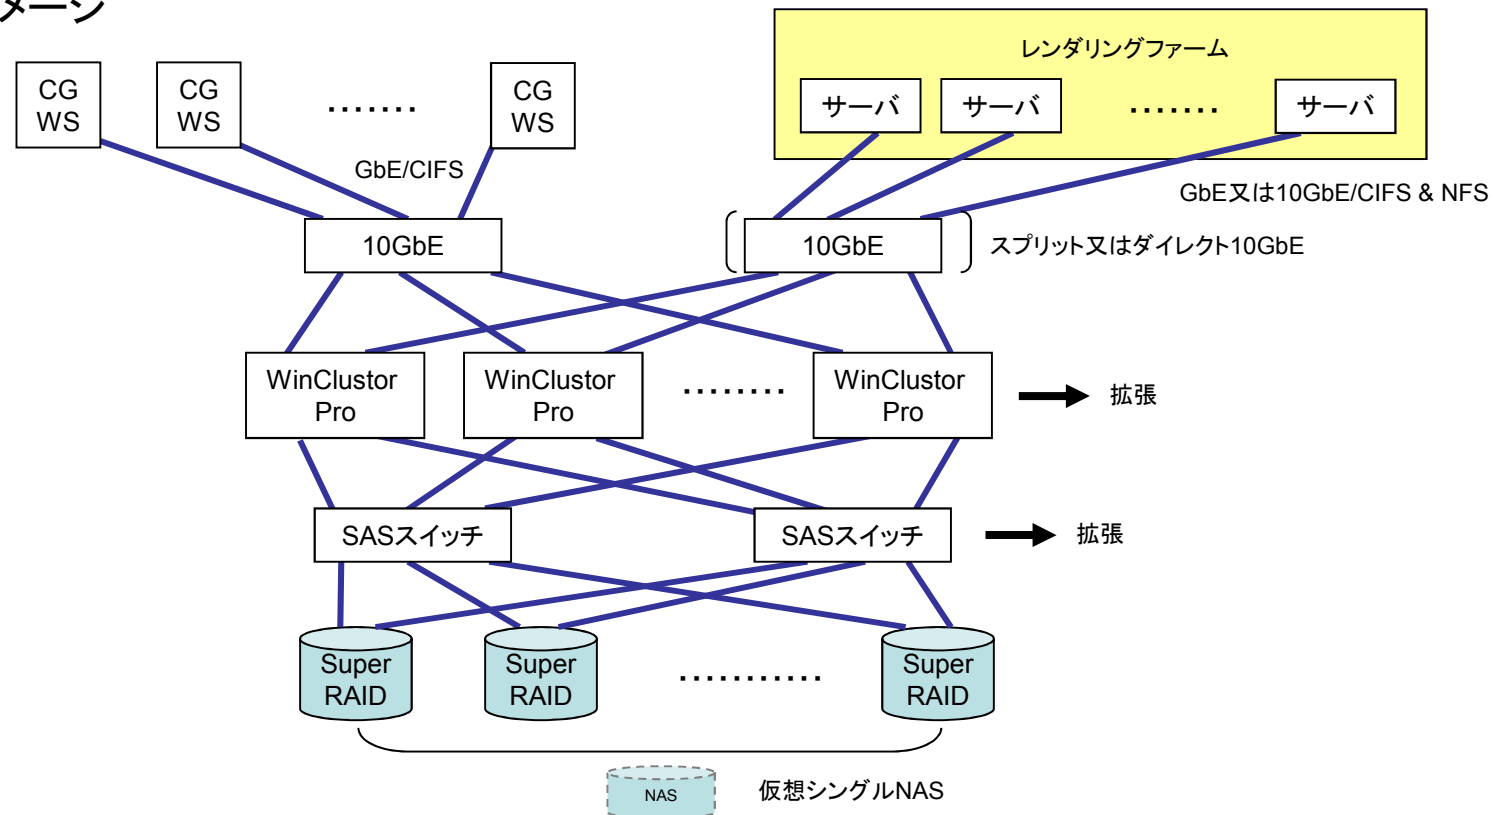 メージ
レンダリングファーム
CG
WS
CG
WS
.......
CG
WS
サーバ
サーバ
.......
サーバ
GbE/CIFS
GbE又は10GbE/CIFS & NFS
10GbE
10GbE
スプリット又はダイレクト10GbE
WinClustor
Pro
WinClustor
Pro
........
WinClustor
Pro
拡張
SASスイッチ
SASスイッチ
拡張
Super
RAID
Super
RAID
...........
Super
RAID
NAS
仮想シングルNAS